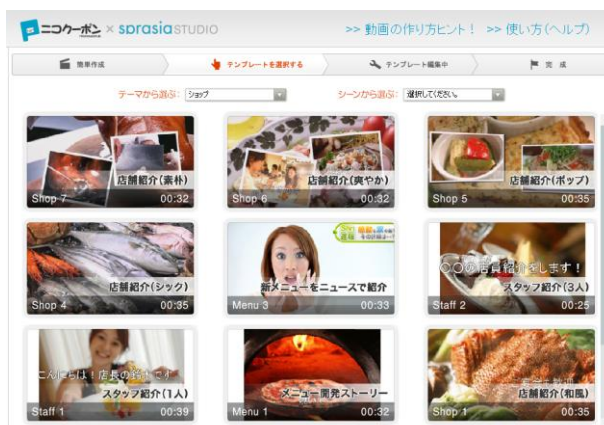 ニコクーポン × sprasia STUDIO
>> 動画の作り方ヒント! >> 使い方(ヘルプ)
簡単作成
テンプレートを選択する
テンプレート編集中
完 成
テーマから選ぶ: ショップ
シーンから選ぶ: 選択してください。
店舗紹介(素朴)
Shop 7 00:32
店舗紹介(爽やか)
Shop 6 00:32
店舗紹介(ポップ)
Shop 5 00:35
店舗紹介(シック)
Shop 4 00:35
新メニューをニュースで紹介
Menu 3 00:33
〇〇の店員紹介をします!
スタッフ紹介(3人)
Staff 2 00:25
こんにちは!店長の鈴木です
スタッフ紹介(1人)
Staff 1 00:39
メニュー開発ストーリー
Menu 1 00:32
店舗紹介(和風)
Shop 1 00:35